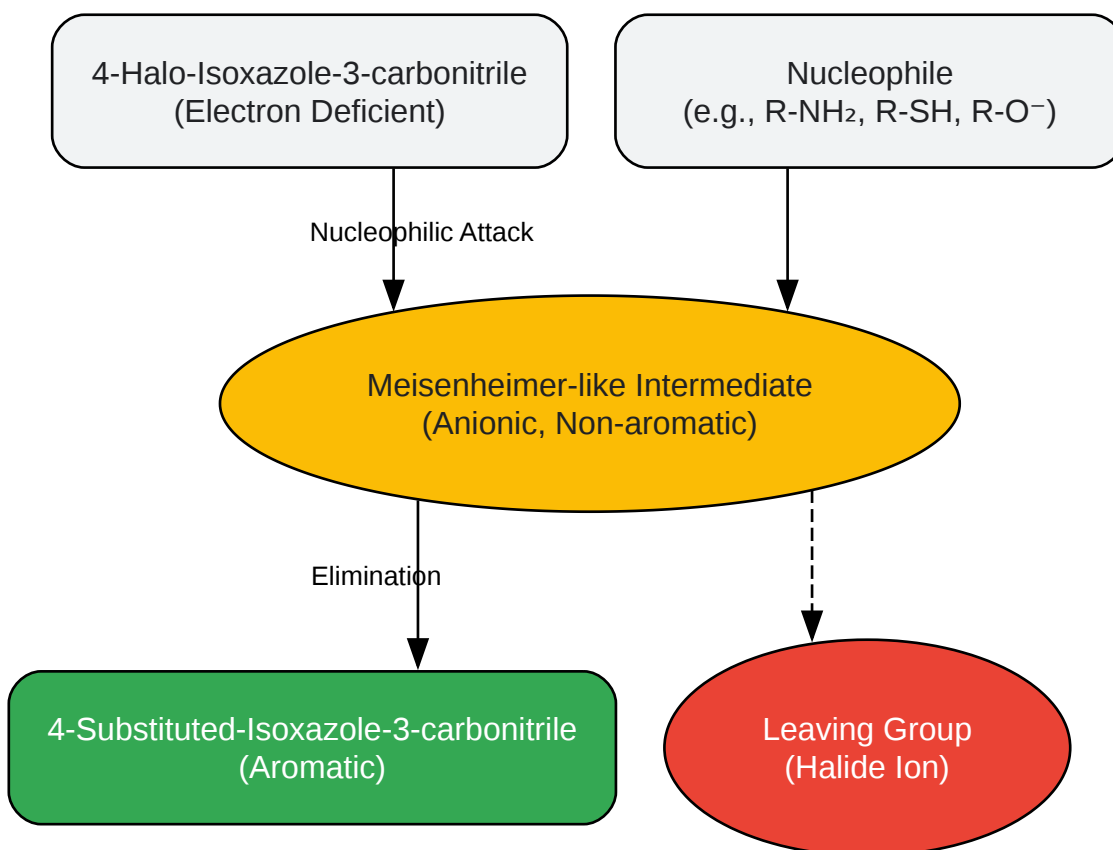 4-Halo-Isoxazole-3-carbonitrile
(Electron Deficient)
Nucleophile
(e.g., R-NH₂, R-SH, R-O⁻)
Nucleophilic Attack
Meisenheimer-like Intermediate
(Anionic, Non-aromatic)
Elimination
4-Substituted-Isoxazole-3-carbonitrile
(Aromatic)
Leaving Group
(Halide Ion)